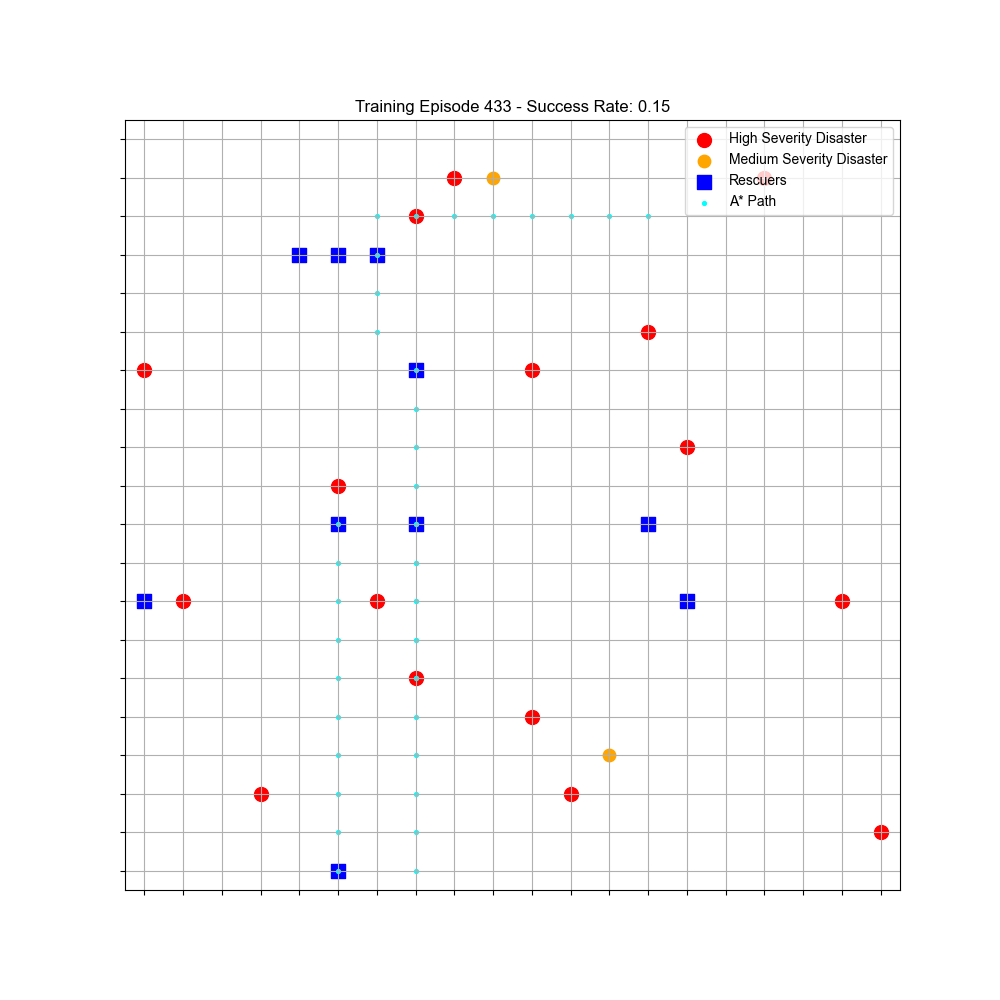 Training Episode 433 - Success Rate: 0.15
High Severity Disaster
Medium Severity Disaster
Rescuers
A* Path